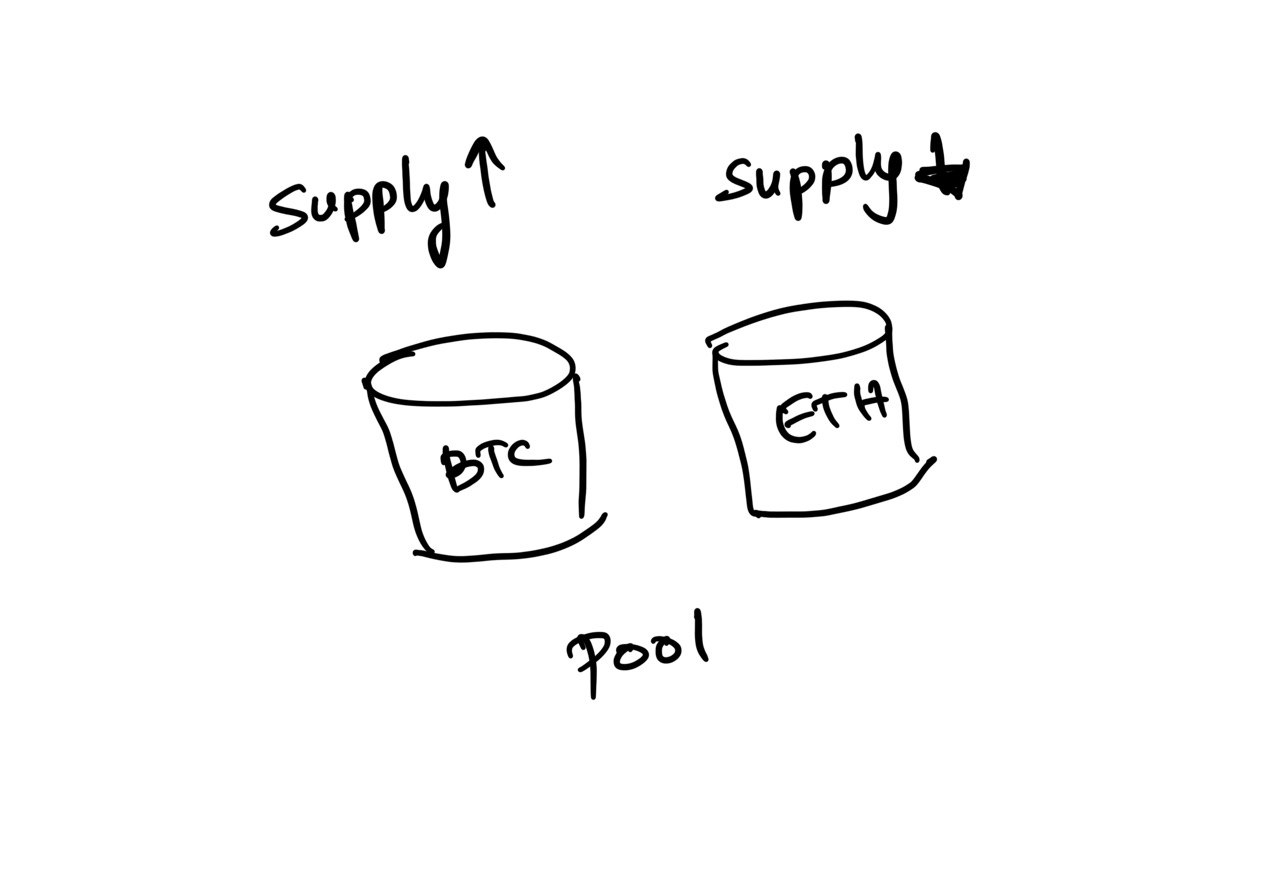 Supply ↑
Supply ↓
BTC
ETH
Pool